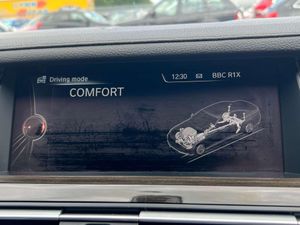 Driving mode
12:30 BBC R1X
COMFORT